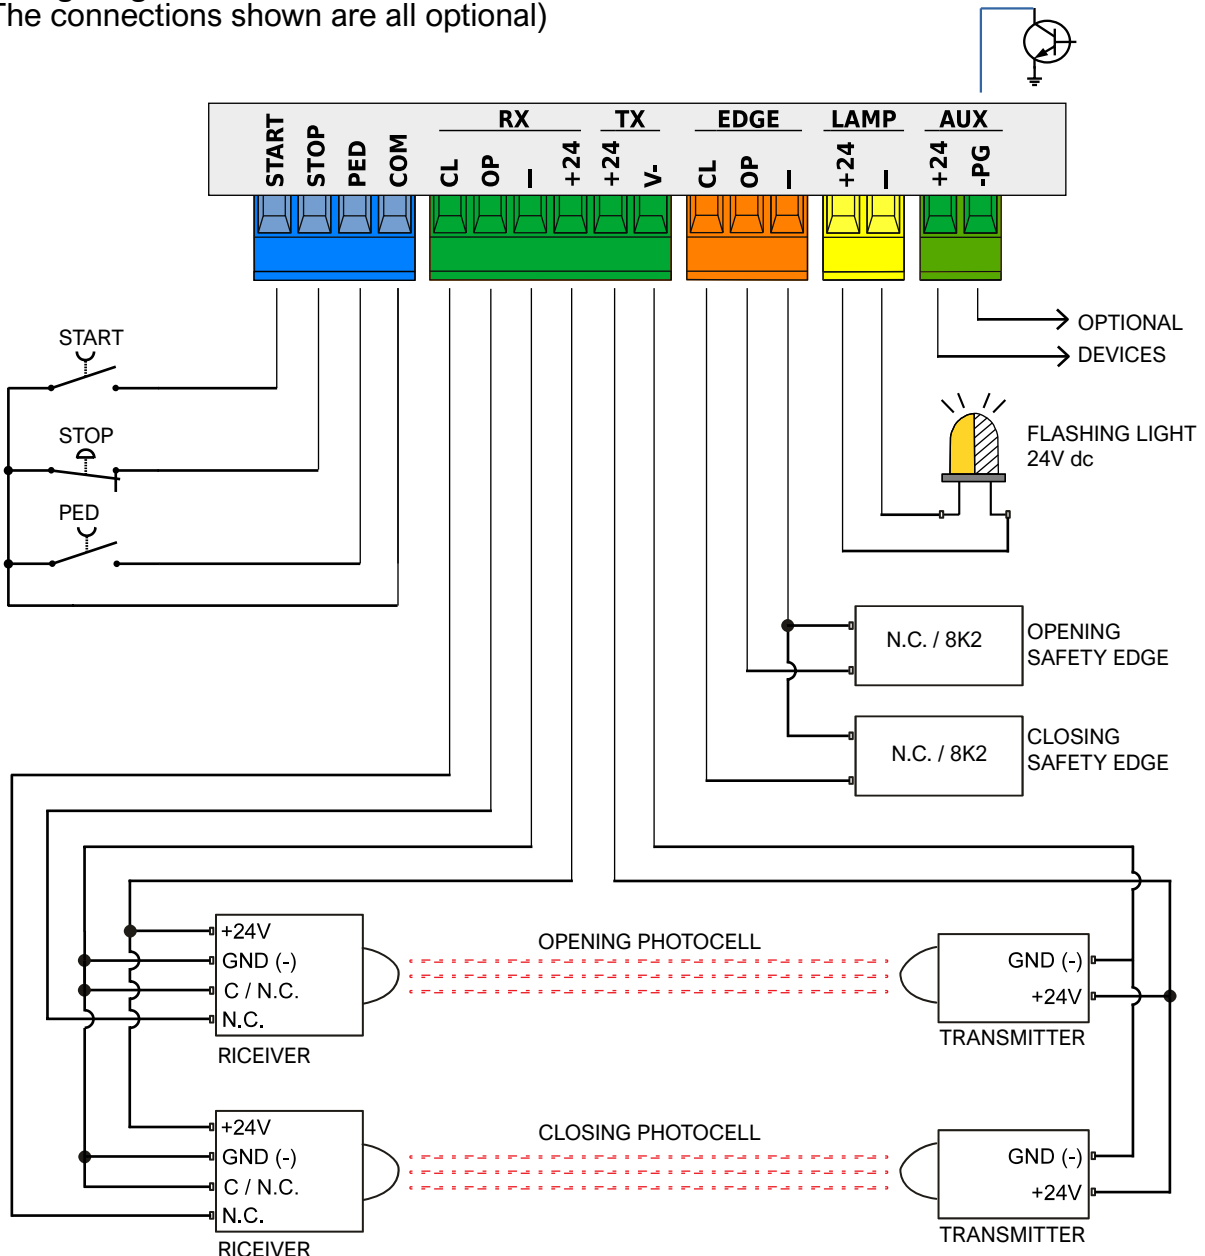 The connections shown are all optional)
RX TX EDGE LAMP AUX
START STOP PED COM CL OP – +24 +24 V- CL OP – +24 – +24 -PG
START
STOP
PED
OPTIONAL
DEVICES
FLASHING LIGHT
24V dc
N.C. / 8K2
OPENING
SAFETY EDGE
N.C. / 8K2
CLOSING
SAFETY EDGE
+24V
GND (-)
C / N.C.
N.C.
RICEIVER
OPENING PHOTOCELL
GND (-)
+24V
TRANSMITTER
+24V
GND (-)
C / N.C.
N.C.
RICEIVER
CLOSING PHOTOCELL
GND (-)
+24V
TRANSMITTER